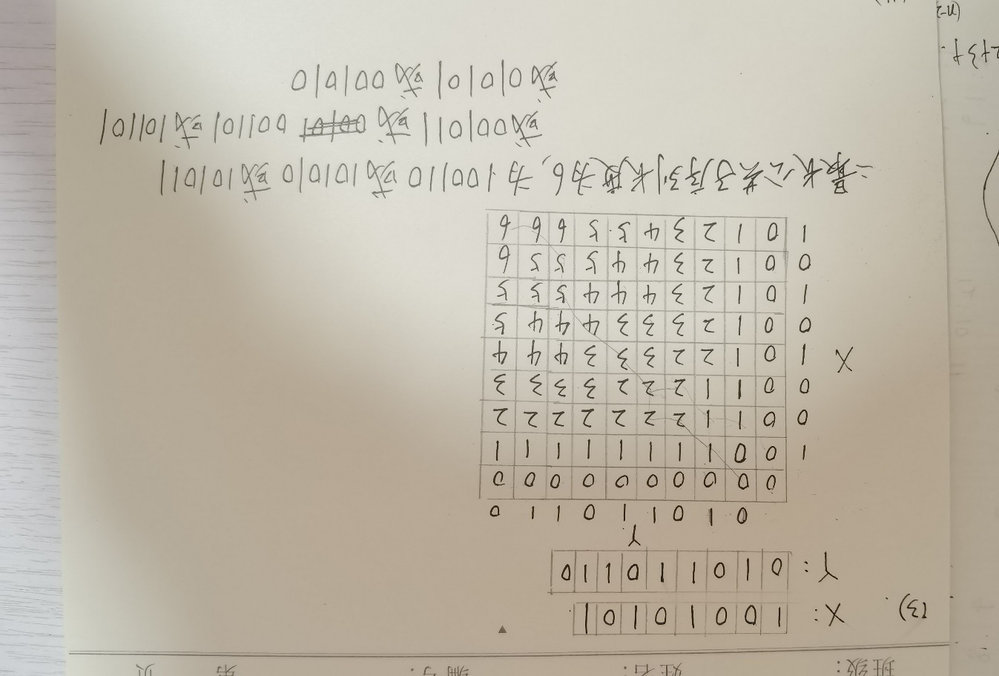 班级: 姓名: 编号: 第 页
(3). X: 1 0 0 1 0 1 0 1
Y: 0 1 0 1 1 0 1 1 0
Y
0 1 0 1 1 0 1 1 0
0 0 0 0 0 0 0 0 0 0
1 0 0 1 1 1 1 1 1 1 1
0 0 1 1 2 2 2 2 2 2 2
0 0 1 1 2 2 2 3 3 3 3
X 1 0 1 2 2 3 3 3 4 4 4
0 0 1 2 3 3 3 4 4 4 5
1 0 1 2 3 4 4 4 5 5 5
0 0 1 2 3 4 4 5 5 5 6
1 0 1 2 3 4 5 5 6 6 6
∴最长公共子序列长度为6,为100110或101010或101011
或001011或 001101或101101
或010101或001010